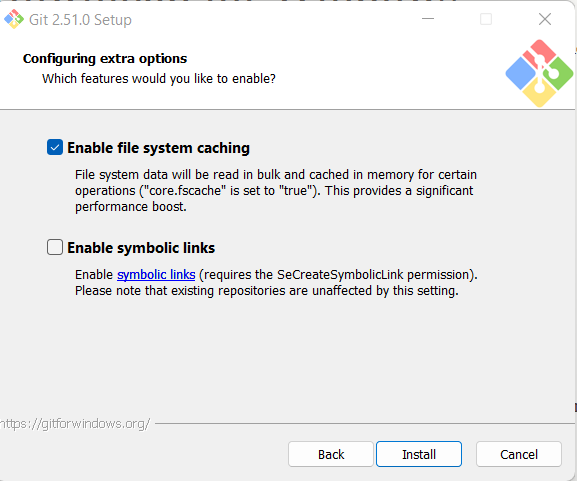 Git 2.51.0 Setup
Configuring extra options
Which features would you like to enable?
Enable file system caching
File system data will be read in bulk and cached in memory for certain
operations ("core.fscache" is set to "true"). This provides a significant
performance boost.
Enable symbolic links
Enable symbolic links (requires the SeCreateSymbolicLink permission).
Please note that existing repositories are unaffected by this setting.
https://gitforwindows.org/
Back
Install
Cancel